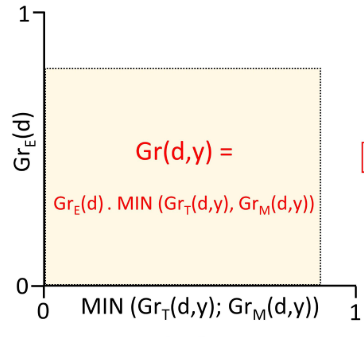 1
Gr_E(d)
Gr(d,y) =
Gr_E(d) . MIN (Gr_T(d,y), Gr_M(d,y))
0
0
MIN (Gr_T(d,y); Gr_M(d,y))
1